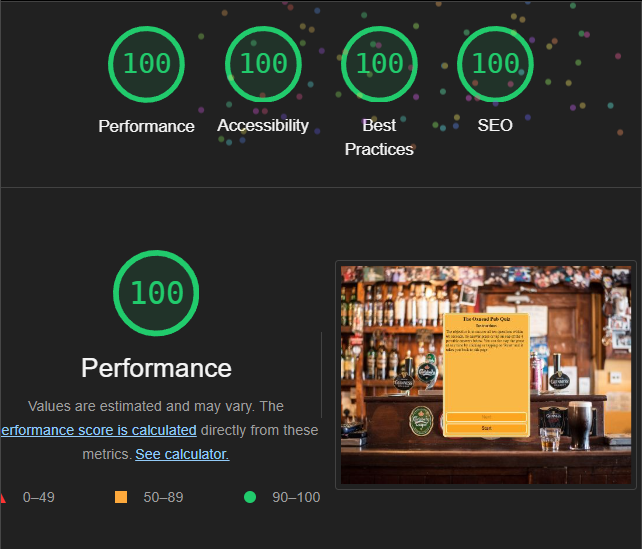 100
100
100
100
Performance
Accessibility
Best
Practices
SEO
100
Performance
Values are estimated and may vary. The
erformance score is calculated directly from these
metrics. See calculator.
0–49
50–89
90–100
The Oxnead Pub Quiz
Instructions
Start